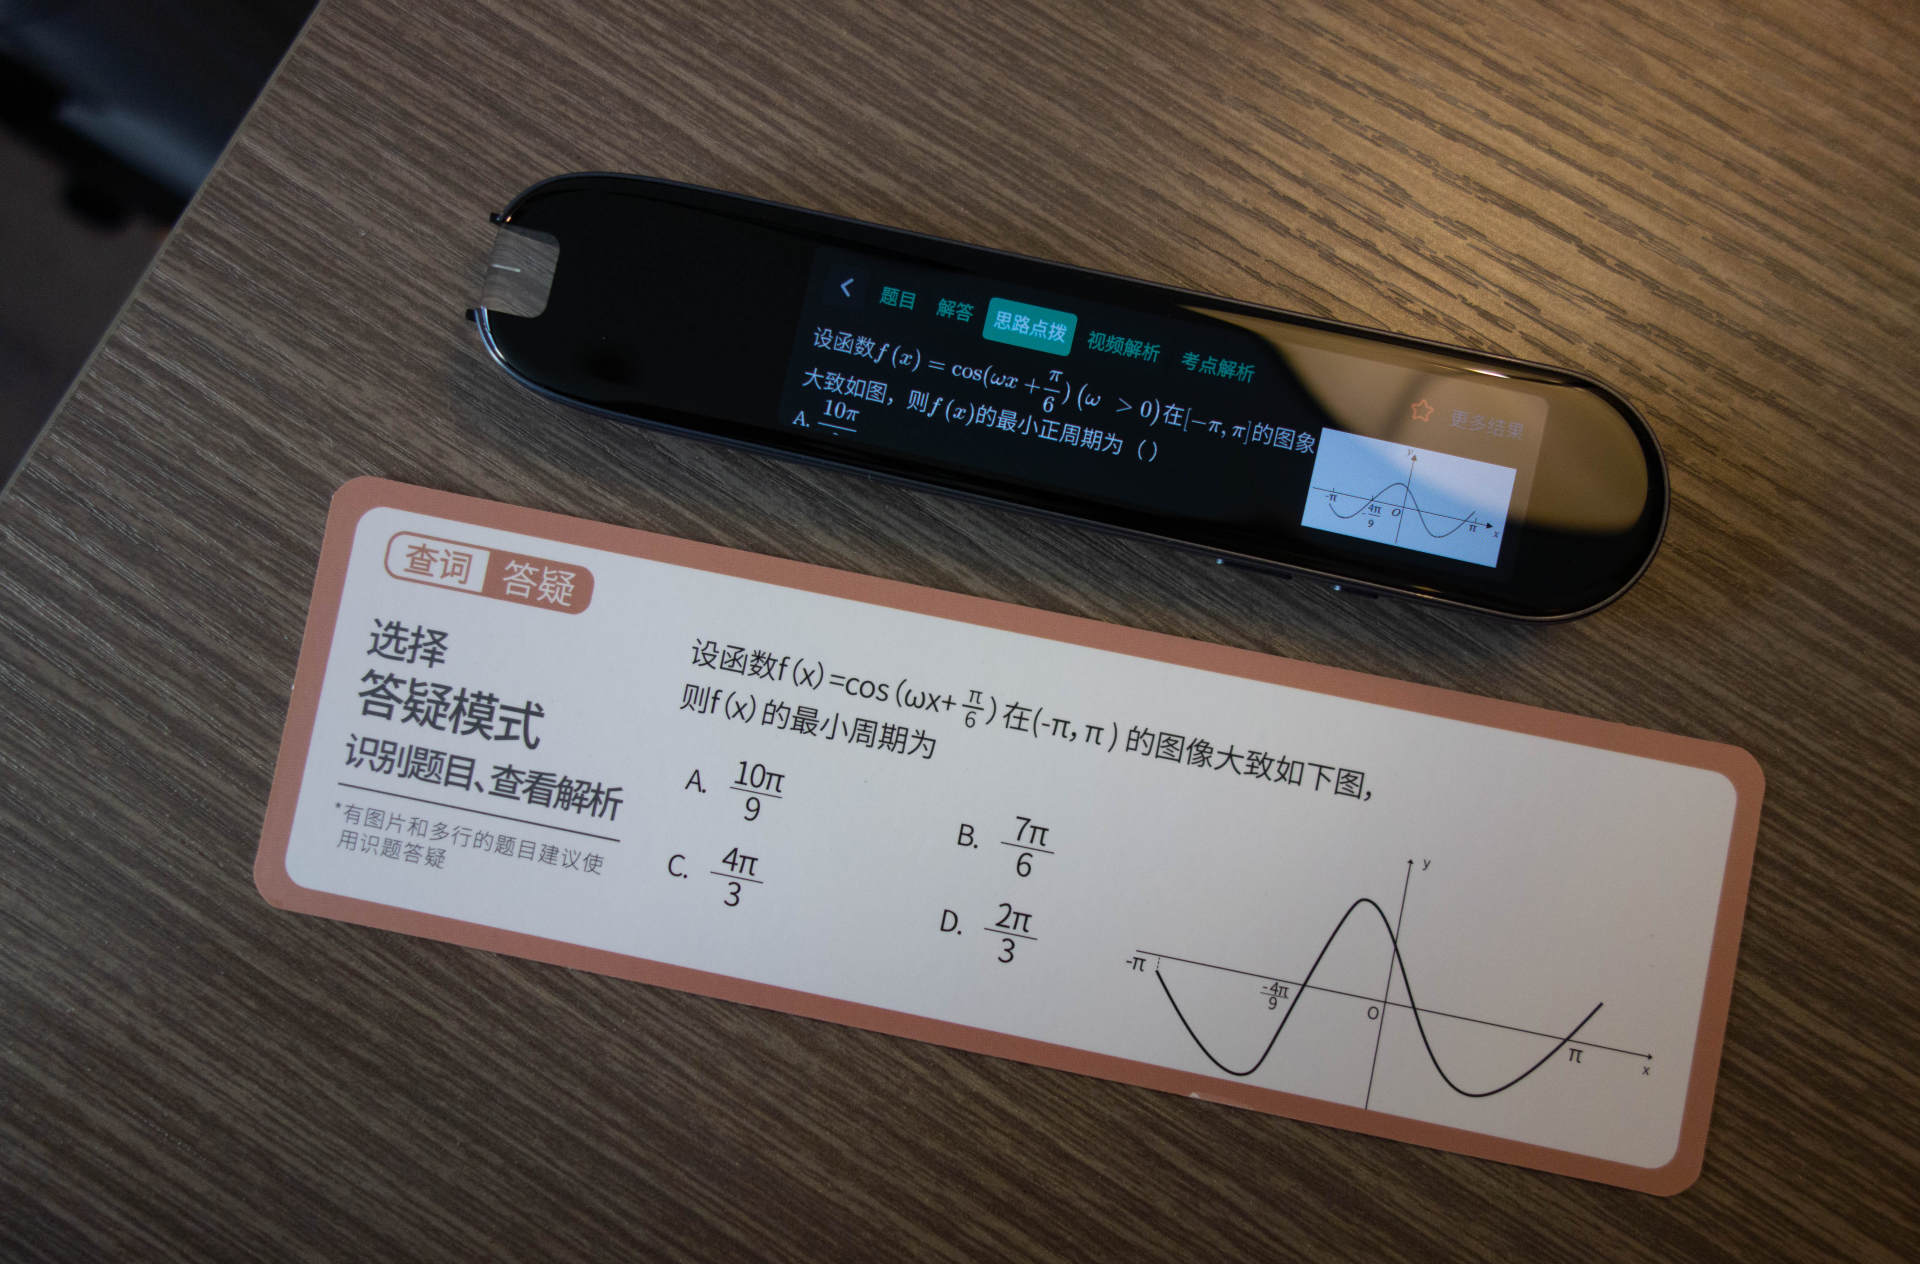 题目 解答 思路点拨 视频解析 考点解析
设函数f(x) = cos(ωx + π/6)(ω > 0)在[-π, π]的图象
大致如图，则f(x)的最小正周期为（ ）
A. 10π
更多结果
y
-π -4π/9 O π x
查词 答疑
选择
答疑模式
识别题目、查看解析
*有图片和多行的题目建议使
用识题答疑
设函数f(x)=cos(ωx+π/6)在(-π,π)的图像大致如下图,
则f(x)的最小周期为
A. 10π/9
B. 7π/6
C. 4π/3
D. 2π/3
y
-π -4π/9 O π x